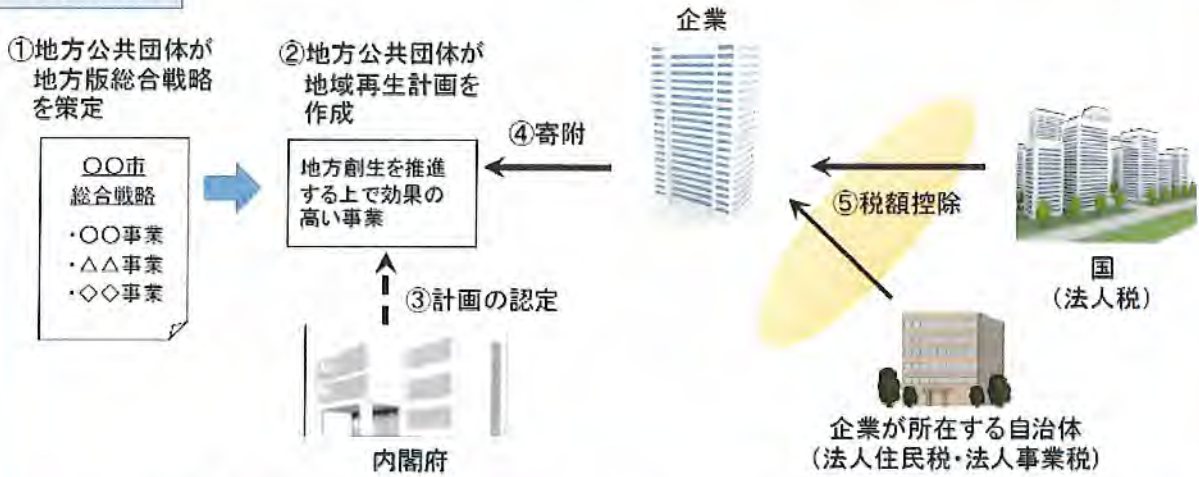 ①地方公共団体が
地方版総合戦略
を策定
〇〇市
総合戦略
・〇〇事業
・△△事業
・◇◇事業
②地方公共団体が
地域再生計画を
作成
地方創生を推進
する上で効果の
高い事業
③計画の認定
内閣府
④寄附
企業
⑤税額控除
国
（法人税）
企業が所在する自治体
（法人住民税・法人事業税）